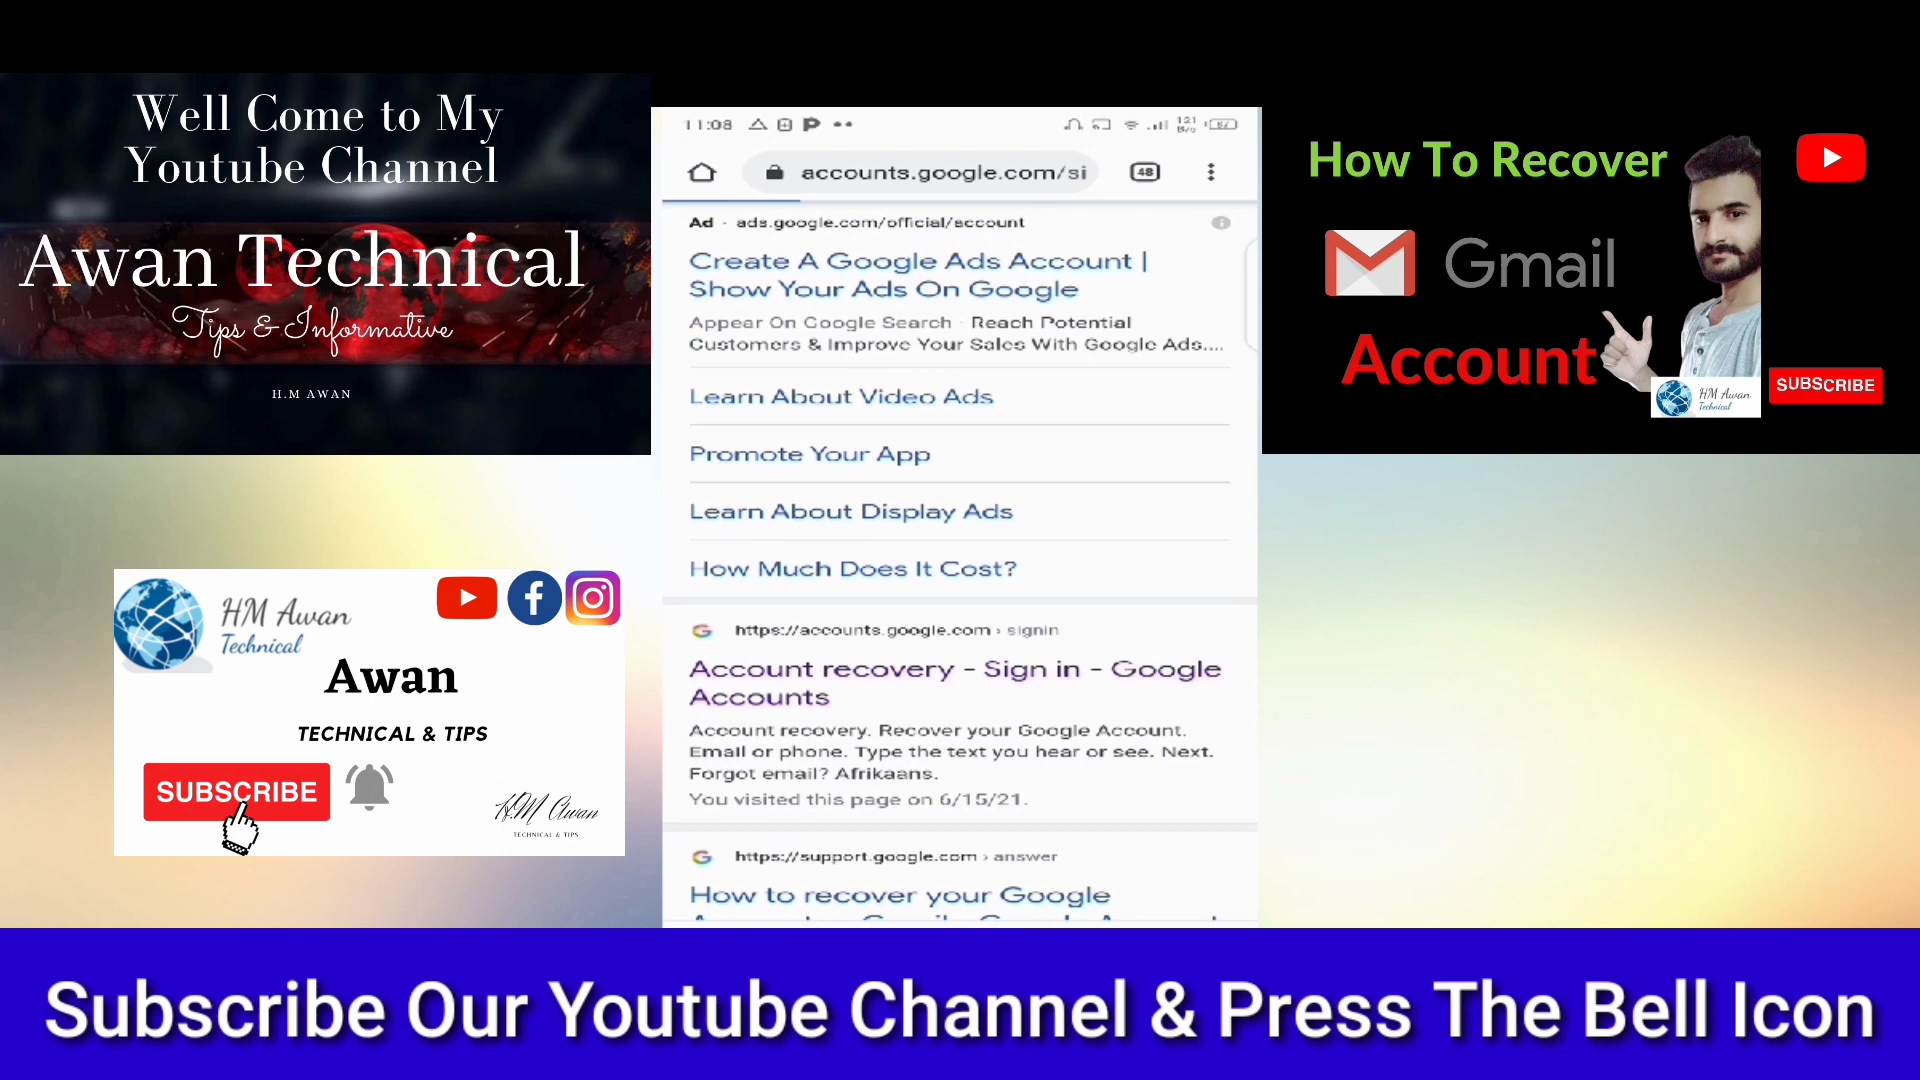 Well Come to My
Youtube Channel
Awan Technical
Tips & Informative
H.M AWAN
11:08
121
B/s
87
accounts.google.com/si
48
Ad · ads.google.com/official/account
Create A Google Ads Account |
Show Your Ads On Google
Appear On Google Search · Reach Potential
Customers & Improve Your Sales With Google Ads....
Learn About Video Ads
Promote Your App
Learn About Display Ads
How Much Does It Cost?
https://accounts.google.com › signin
Account recovery - Sign in - Google
Accounts
Account recovery. Recover your Google Account.
Email or phone. Type the text you hear or see. Next.
Forgot email? Afrikaans.
You visited this page on 6/15/21.
https://support.google.com › answer
How to recover your Google
How To Recover
Gmail
Account
HM Awan
Technical
SUBSCRIBE
HM Awan
Technical
Awan
TECHNICAL & TIPS
SUBSCRIBE
H.M Awan
TECHNICAL & TIPS
Subscribe Our Youtube Channel & Press The Bell Icon